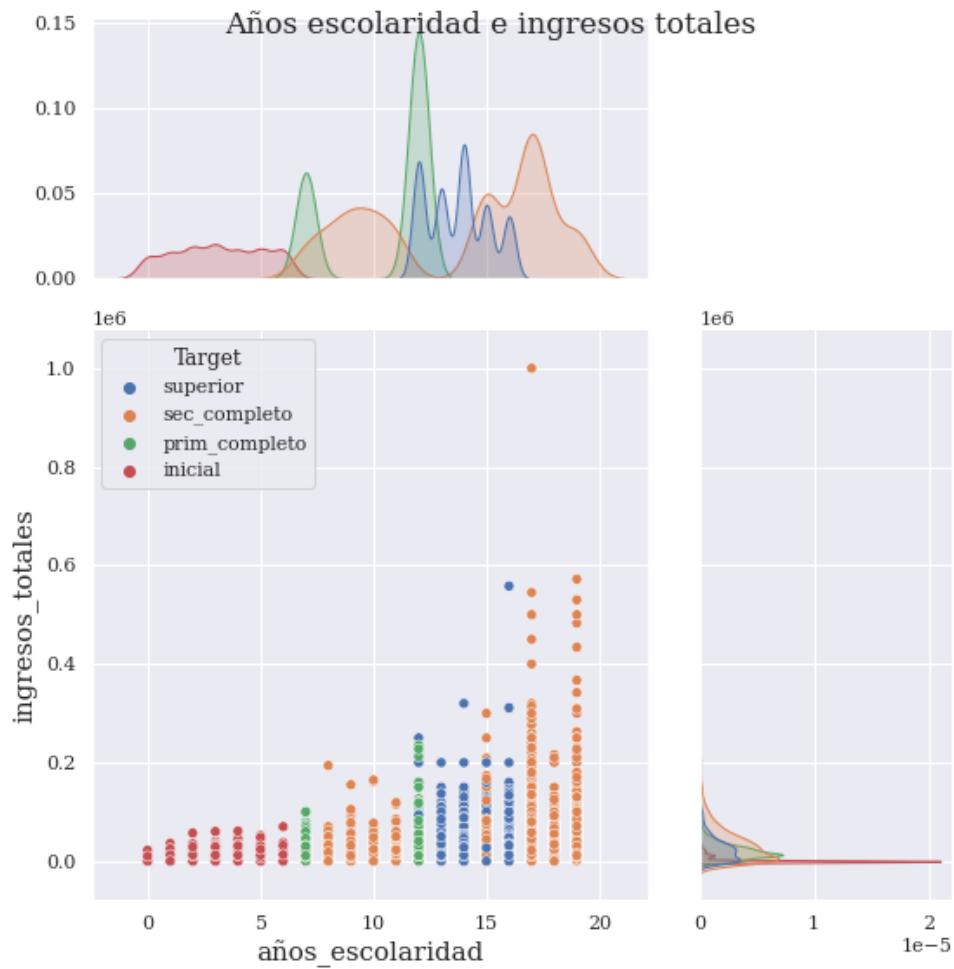 Años escolaridad e ingresos totales
0.15
0.10
0.05
0.00
1e6
1e6
Target
superior
sec_completo
prim_completo
inicial
1.0
0.8
0.6
0.4
0.2
0.0
ingresos_totales
0
5
10
15
20
años_escolaridad
0
1
2
1e−5